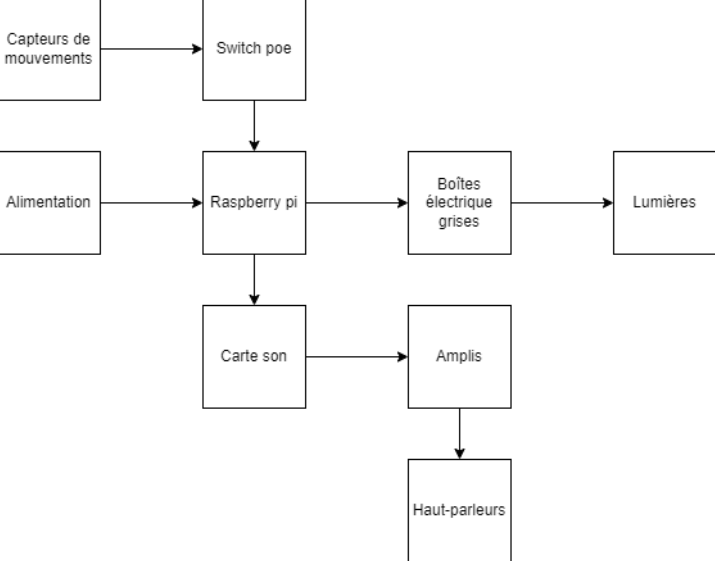 Capteurs de
mouvements
Switch poe
Alimentation
Raspberry pi
Boîtes
électrique
grises
Lumières
Carte son
Amplis
Haut-parleurs